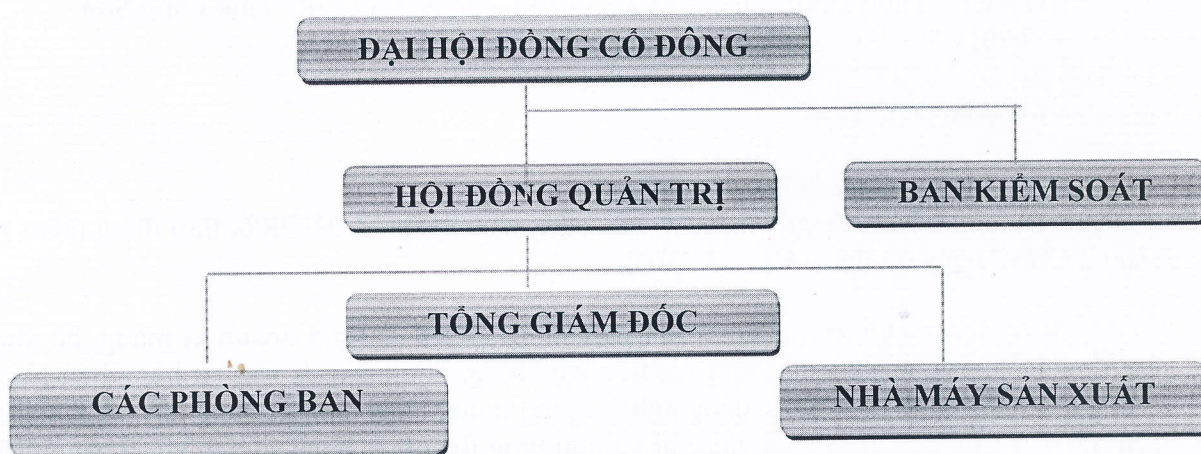 ĐẠI HỘI ĐỒNG CỔ ĐÔNG
HỘI ĐỒNG QUẢN TRỊ
BAN KIỂM SOÁT
TỔNG GIÁM ĐỐC
CÁC PHÒNG BAN
NHÀ MÁY SẢN XUẤT